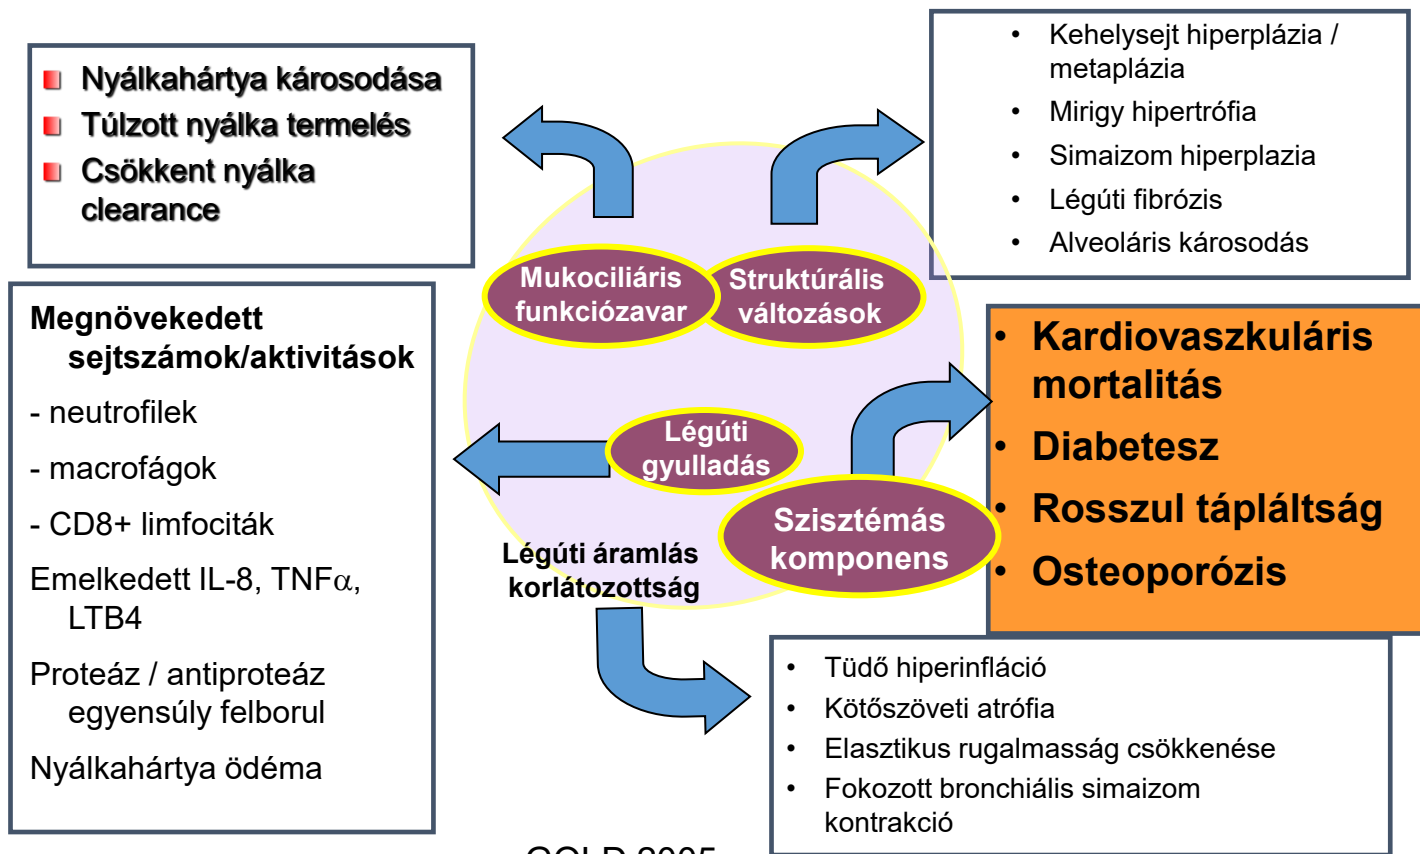 Nyálkahártya károsodása
Túlzott nyálka termelés
Csökkent nyálka
clearance
• Kehelysejt hiperplázia /
metaplázia
• Mirigy hipertrófia
• Simaizom hiperplazia
• Légúti fibrózis
• Alveoláris károsodás
Mukociliáris
funkciózavar
Struktúrális
változások
Megnövekedett
sejtszámok/aktivitások
- neutrofilek
- macrofágok
- CD8+ limfociták
Emelkedett IL-8, TNFα,
LTB4
Proteáz / antiproteáz
egyensúly felborul
Nyálkahártya ödéma
Légúti
gyulladás
Szisztémás
komponens
• Kardiovaszkuláris
mortalitás
• Diabetesz
• Rosszul tápláltság
• Osteoporózis
Légúti áramlás
korlátozottság
• Tüdő hiperinfláció
• Kötőszöveti atrófia
• Elasztikus rugalmasság csökkenése
• Fokozott bronchiális simaizom
kontrakció
GOLD 2005